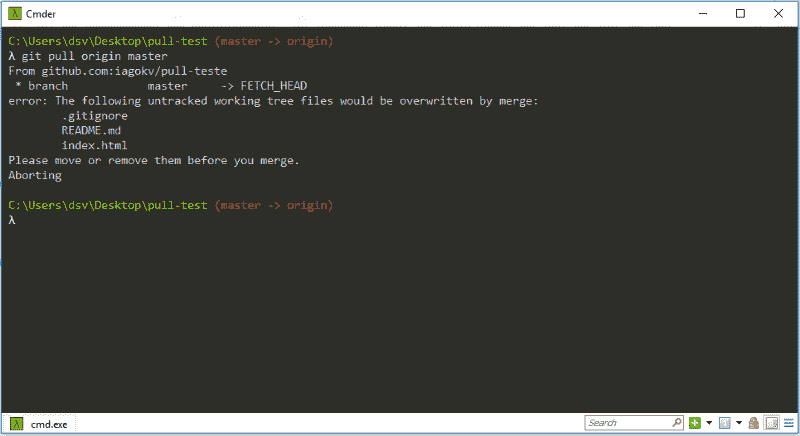 Cmder
C:\Users\dsv\Desktop\pull-test (master -> origin)
λ git pull origin master
From github.com:iagokv/pull-teste
 * branch            master     -> FETCH_HEAD
error: The following untracked working tree files would be overwritten by merge:
        .gitignore
        README.md
        index.html
Please move or remove them before you merge.
Aborting
C:\Users\dsv\Desktop\pull-test (master -> origin)
λ
cmd.exe
Search